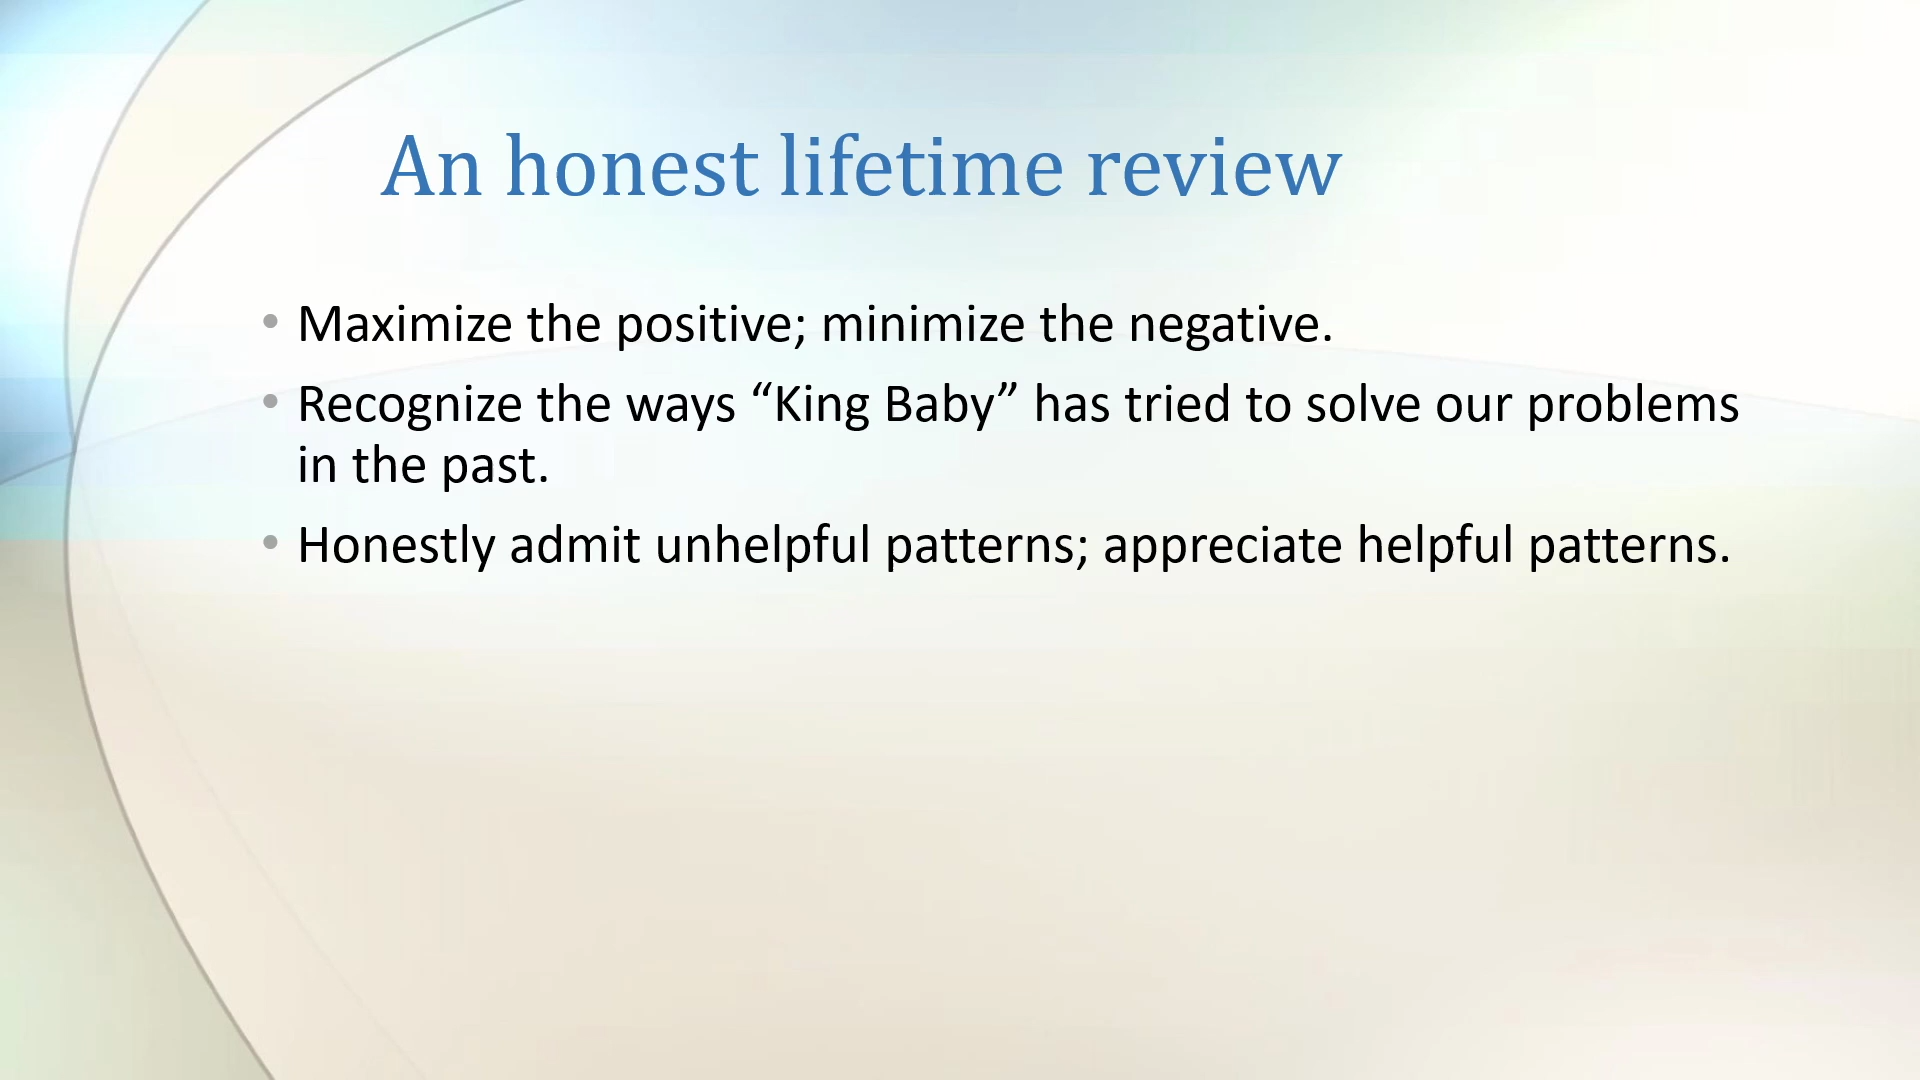 An honest lifetime review
• Maximize the positive; minimize the negative.
• Recognize the ways “King Baby” has tried to solve our problems
in the past.
• Honestly admit unhelpful patterns; appreciate helpful patterns.